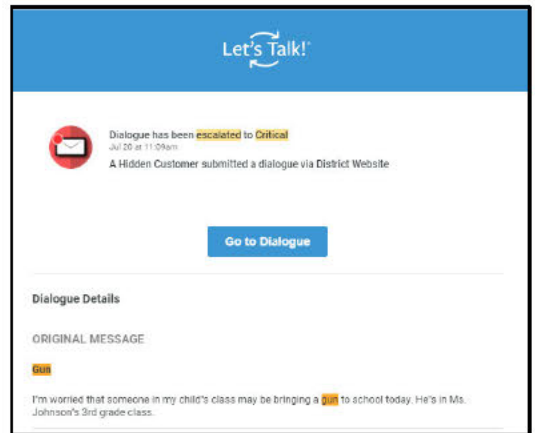 Let's Talk!
Dialogue has been escalated to Critical
Jul 20 at 11:09am
A Hidden Customer submitted a dialogue via District Website
Go to Dialogue
Dialogue Details
ORIGINAL MESSAGE
Gun
I'm worried that someone in my child's class may be bringing a gun to school today. He's in Ms.
Johnson's 3rd grade class.